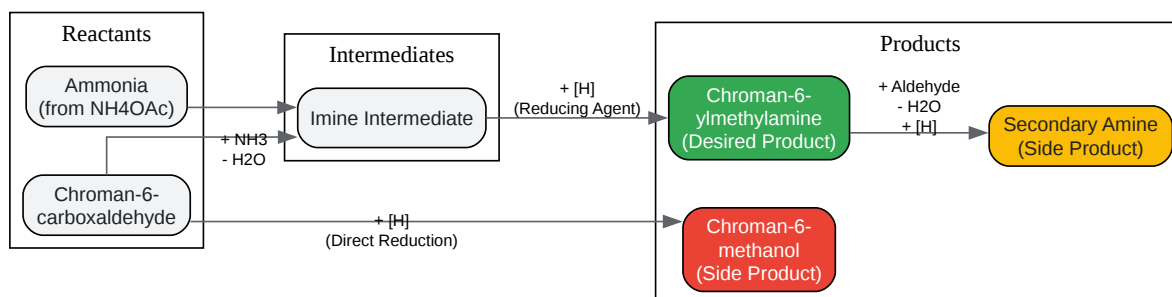 Reactants
Ammonia
(from NH4OAc)
Chroman-6-
carboxaldehyde
+ NH3
- H2O
Intermediates
Imine Intermediate
+ [H]
(Reducing Agent)
+ [H]
(Direct Reduction)
Products
Chroman-6-
ylmethylamine
(Desired Product)
+ Aldehyde
- H2O
+ [H]
Secondary Amine
(Side Product)
Chroman-6-
methanol
(Side Product)